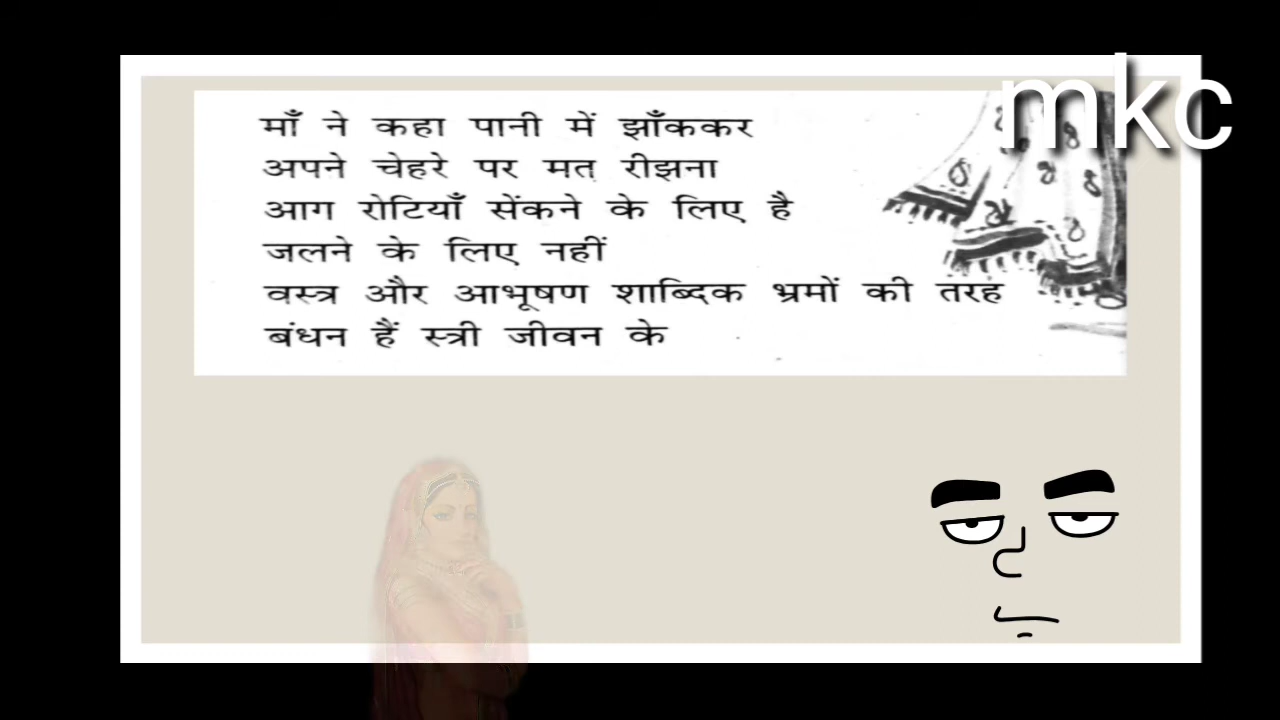 mkc
माँ ने कहा पानी में झाँककर
अपने चेहरे पर मत रीझना
आग रोटियाँ सेंकने के लिए है
जलने के लिए नहीं
वस्त्र और आभूषण शाब्दिक भ्रमों की तरह
बंधन हैं स्त्री जीवन के